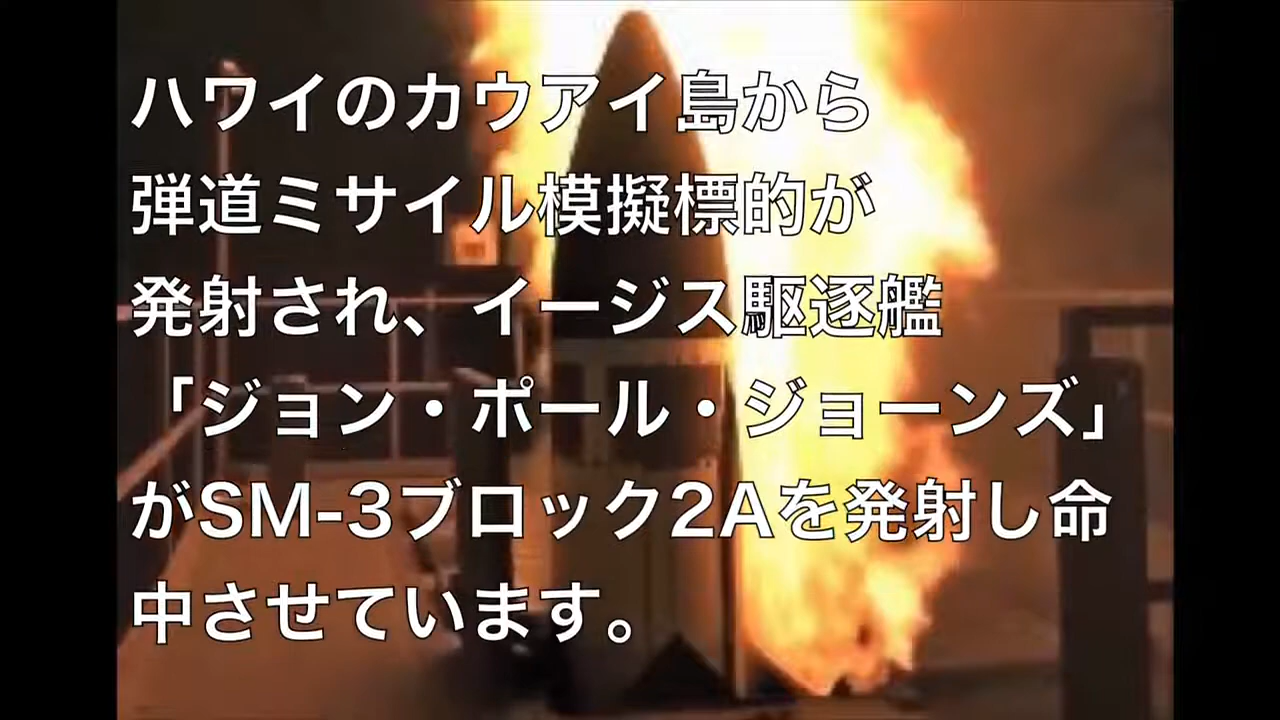 ハワイのカウアイ島から
弾道ミサイル模擬標的が
発射され、イージス駆逐艦
「ジョン・ポール・ジョーンズ」
がSM-3ブロック2Aを発射し命
中させています。